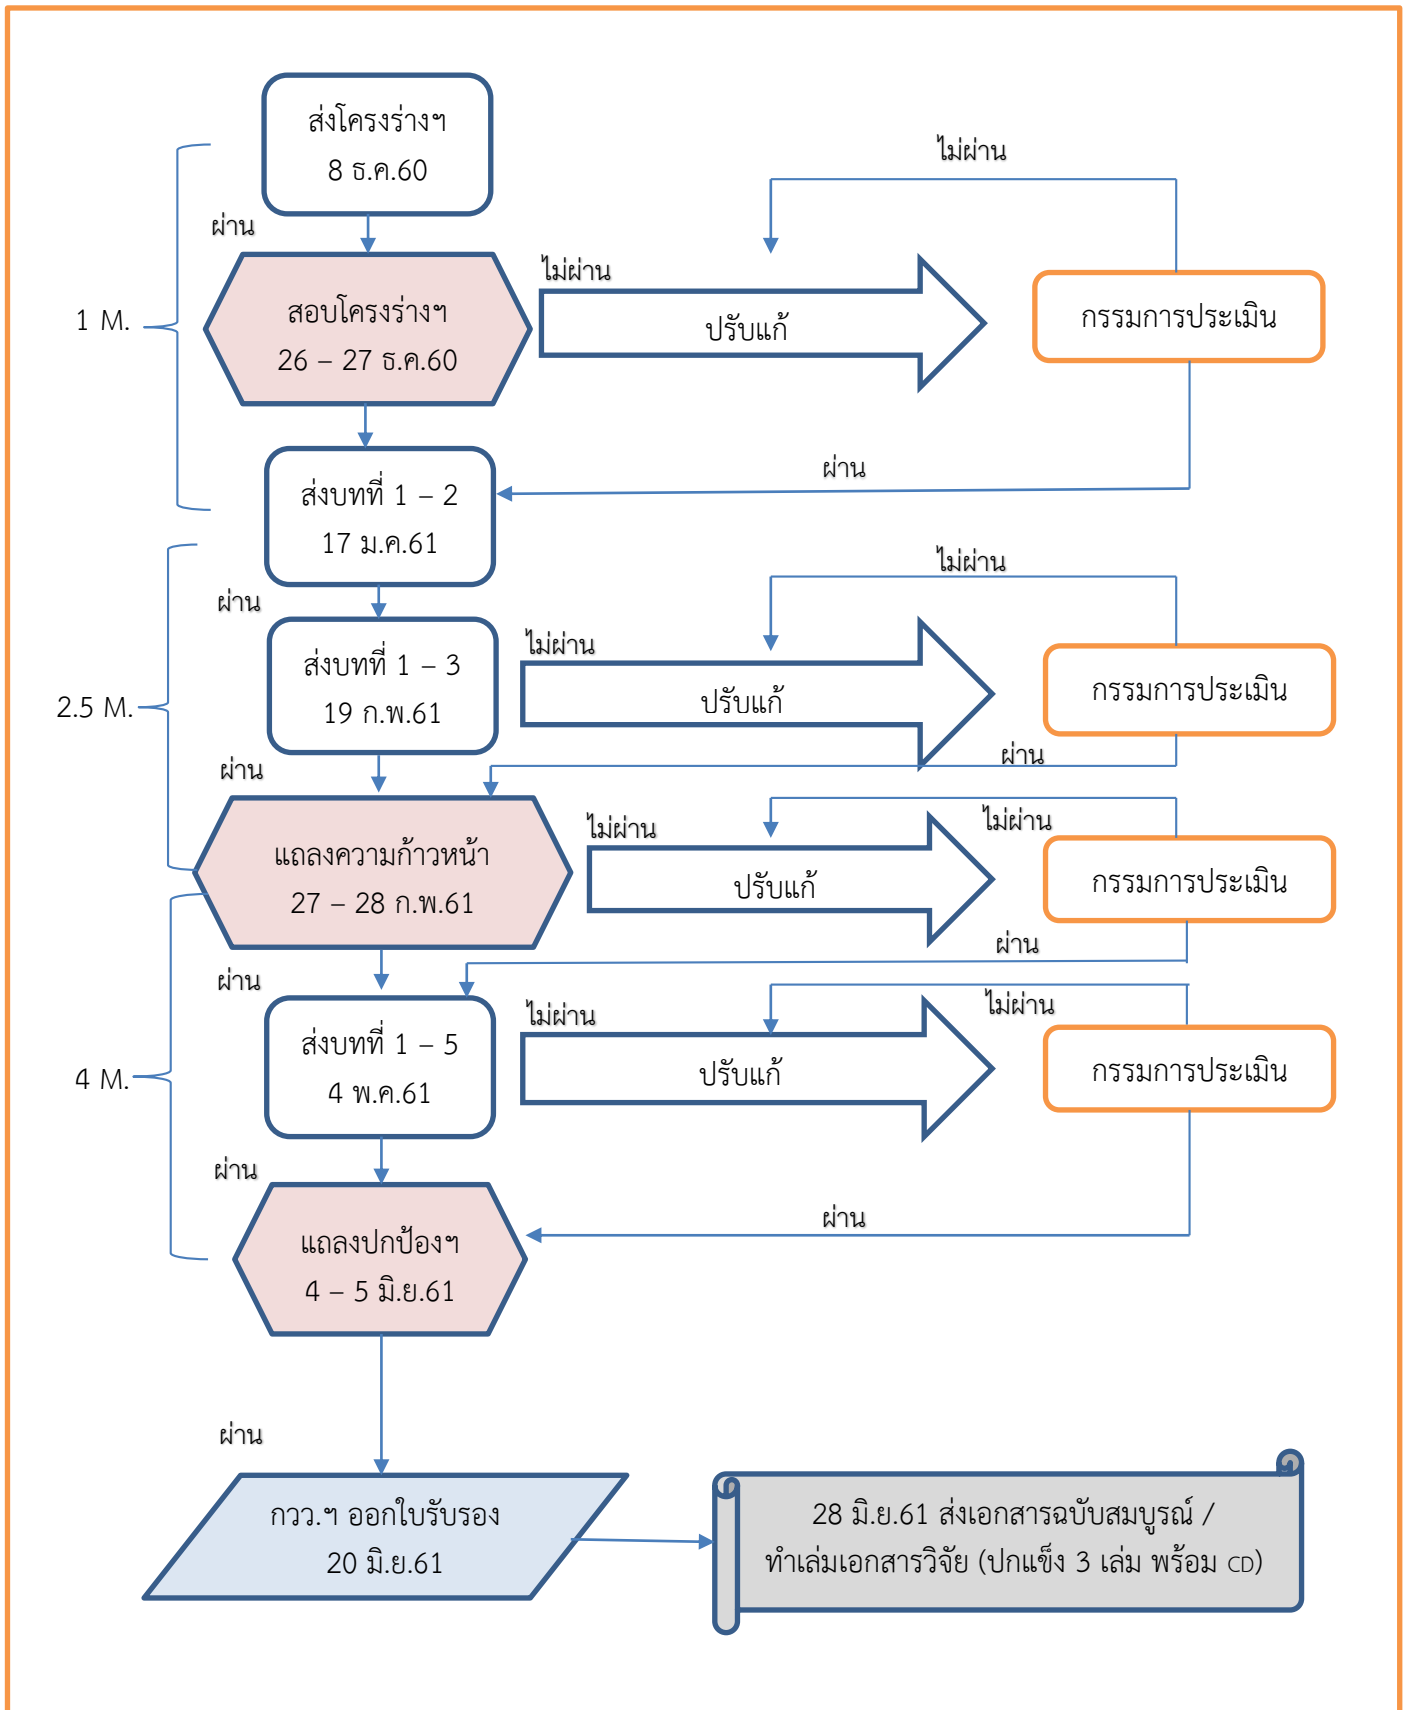 ส่งโครงร่างฯ
8 ธ.ค.60
ไม่ผ่าน
ผ่าน
ไม่ผ่าน
1 M.
สอบโครงร่างฯ
26 – 27 ธ.ค.60
ปรับแก้
กรรมการประเมิน
ผ่าน
ส่งบทที่ 1 – 2
17 ม.ค.61
ไม่ผ่าน
ผ่าน
ไม่ผ่าน
2.5 M.
ส่งบทที่ 1 – 3
19 ก.พ.61
ปรับแก้
กรรมการประเมิน
ผ่าน
ผ่าน
ไม่ผ่าน
ไม่ผ่าน
แถลงความก้าวหน้า
27 – 28 ก.พ.61
ปรับแก้
กรรมการประเมิน
ผ่าน
ผ่าน
ไม่ผ่าน
ไม่ผ่าน
4 M.
ส่งบทที่ 1 – 5
4 พ.ค.61
ปรับแก้
กรรมการประเมิน
ผ่าน
ผ่าน
แถลงปกป้องฯ
4 – 5 มิ.ย.61
ผ่าน
กวว.ฯ ออกใบรับรอง
20 มิ.ย.61
28 มิ.ย.61 ส่งเอกสารฉบับสมบูรณ์ /
ทำเล่มเอกสารวิจัย (ปกแข็ง 3 เล่ม พร้อม CD)